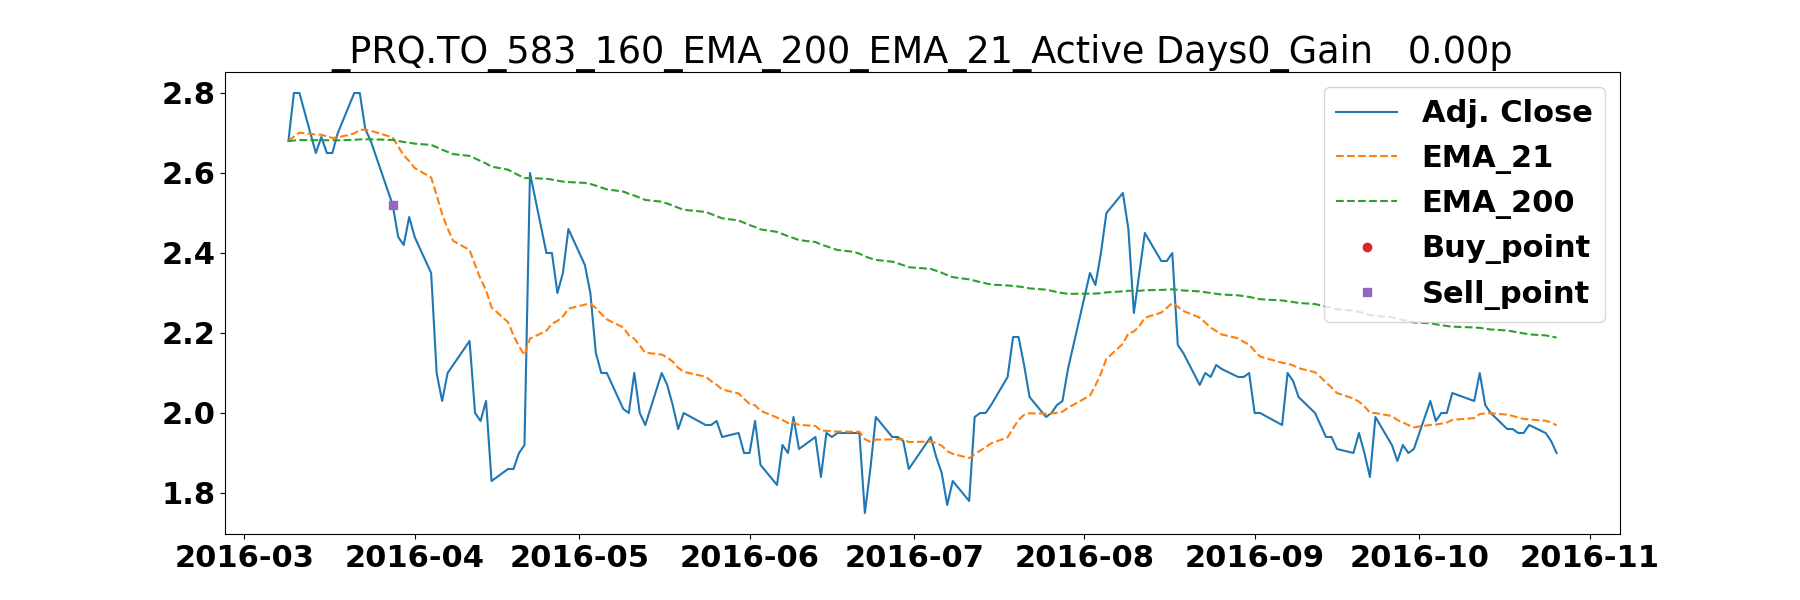 _PRQ.TO_583_160_EMA_200_EMA_21_Active Days0_Gain   0.00p
2.8
2.6
2.4
2.2
2.0
1.8
Adj. Close
EMA_21
EMA_200
Buy_point
Sell_point
2016-03 2016-04 2016-05 2016-06 2016-07 2016-08 2016-09 2016-10 2016-11